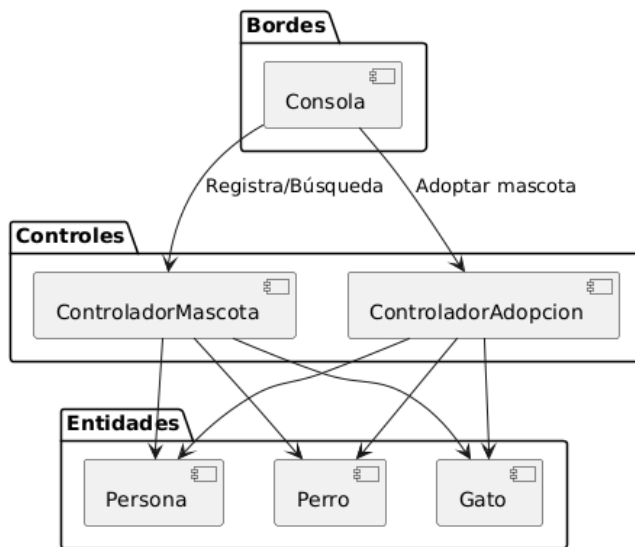 Bordes
Consola
Registra/Búsqueda
Adoptar mascota
Controles
ControladorMascota
ControladorAdopcion
Entidades
Persona
Perro
Gato